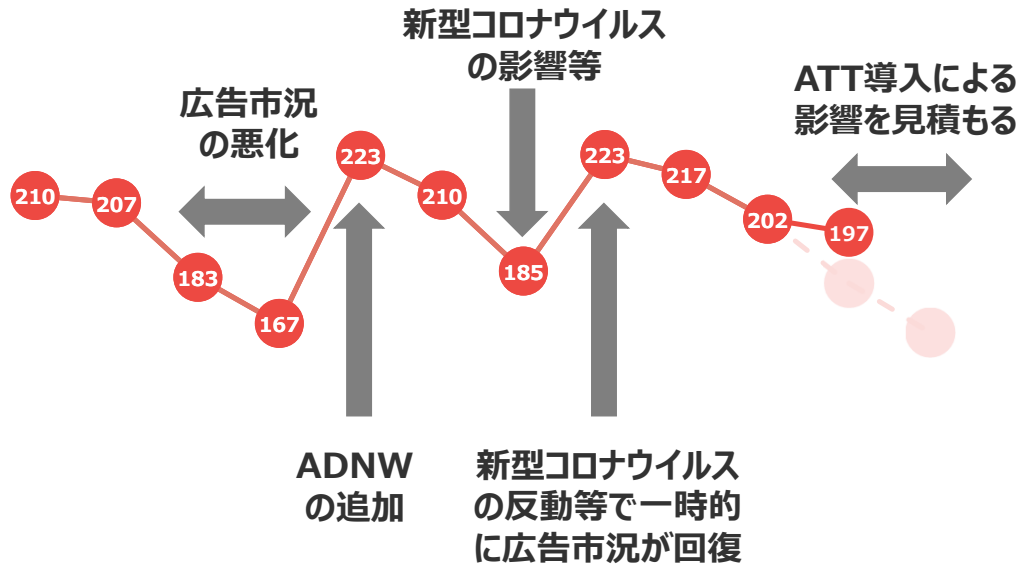 新型コロナウイルス
の影響等
ATT導入による
影響を見積もる
広告市況
の悪化
210
207
183
167
223
210
185
223
217
202
197
ADNW
の追加
新型コロナウイルス
の反動等で一時的
に広告市況が回復